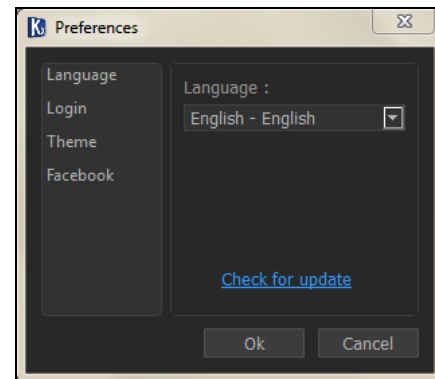 Preferences
Language
Login
Theme
Facebook
Language :
English - English
Check for update
Ok
Cancel